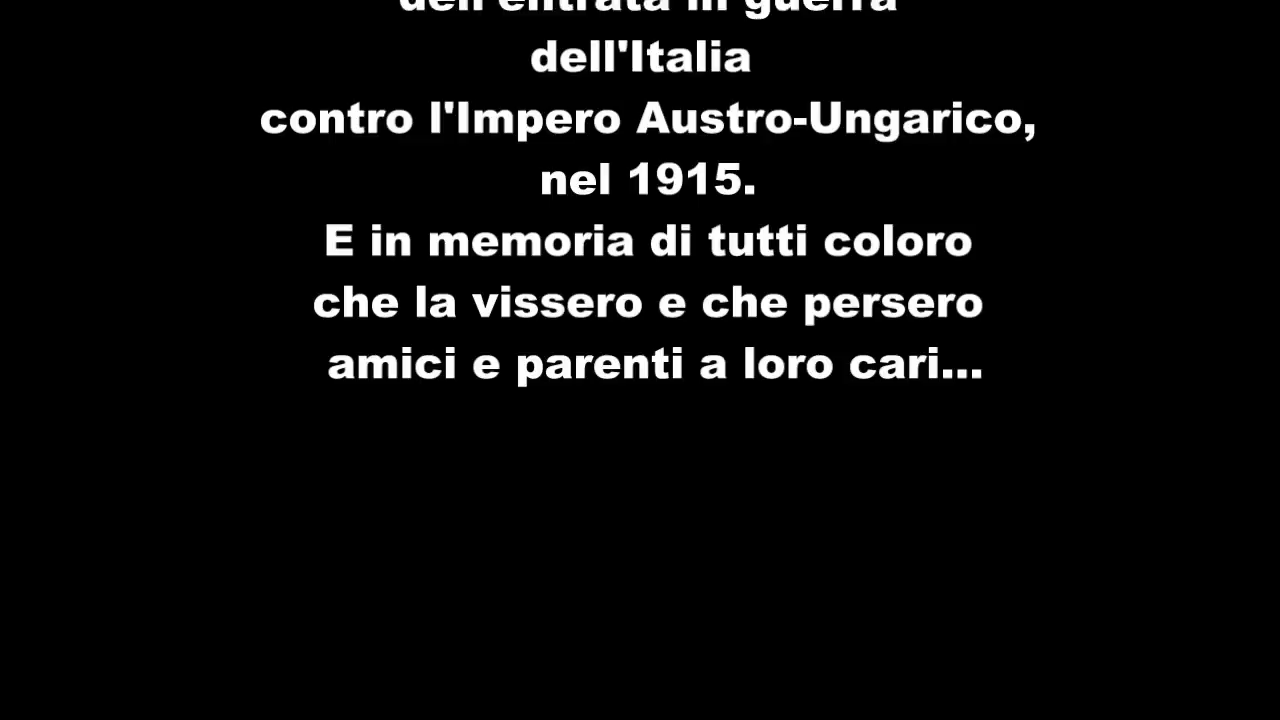 dell'entrata in guerra
dell'Italia
contro l'Impero Austro-Ungarico,
nel 1915.
E in memoria di tutti coloro
che la vissero e che persero
amici e parenti a loro cari...